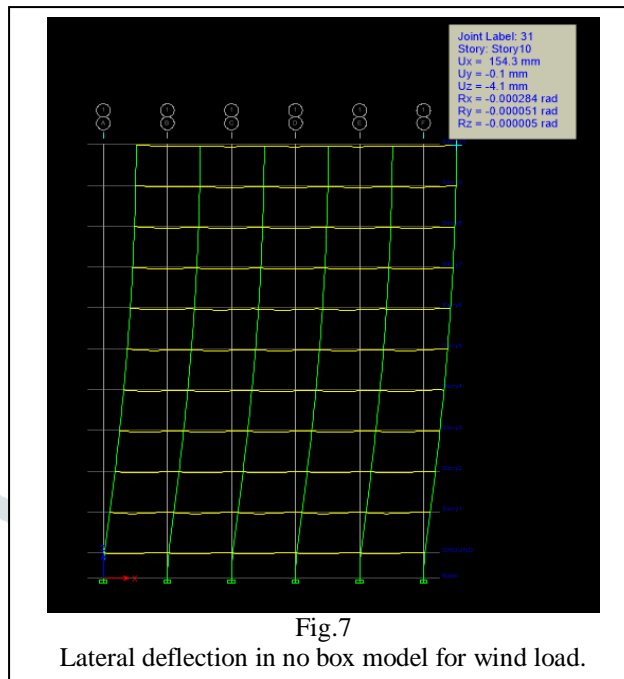 Joint Label: 31
Story: Story10
Ux = 154.3 mm
Uy = -0.1 mm
Uz = -4.1 mm
Rx = -0.000284 rad
Ry = -0.000051 rad
Rz = -0.000005 rad
1 1 1 1 1 1
A B C D E F
X
Fig.7
Lateral deflection in no box model for wind load.